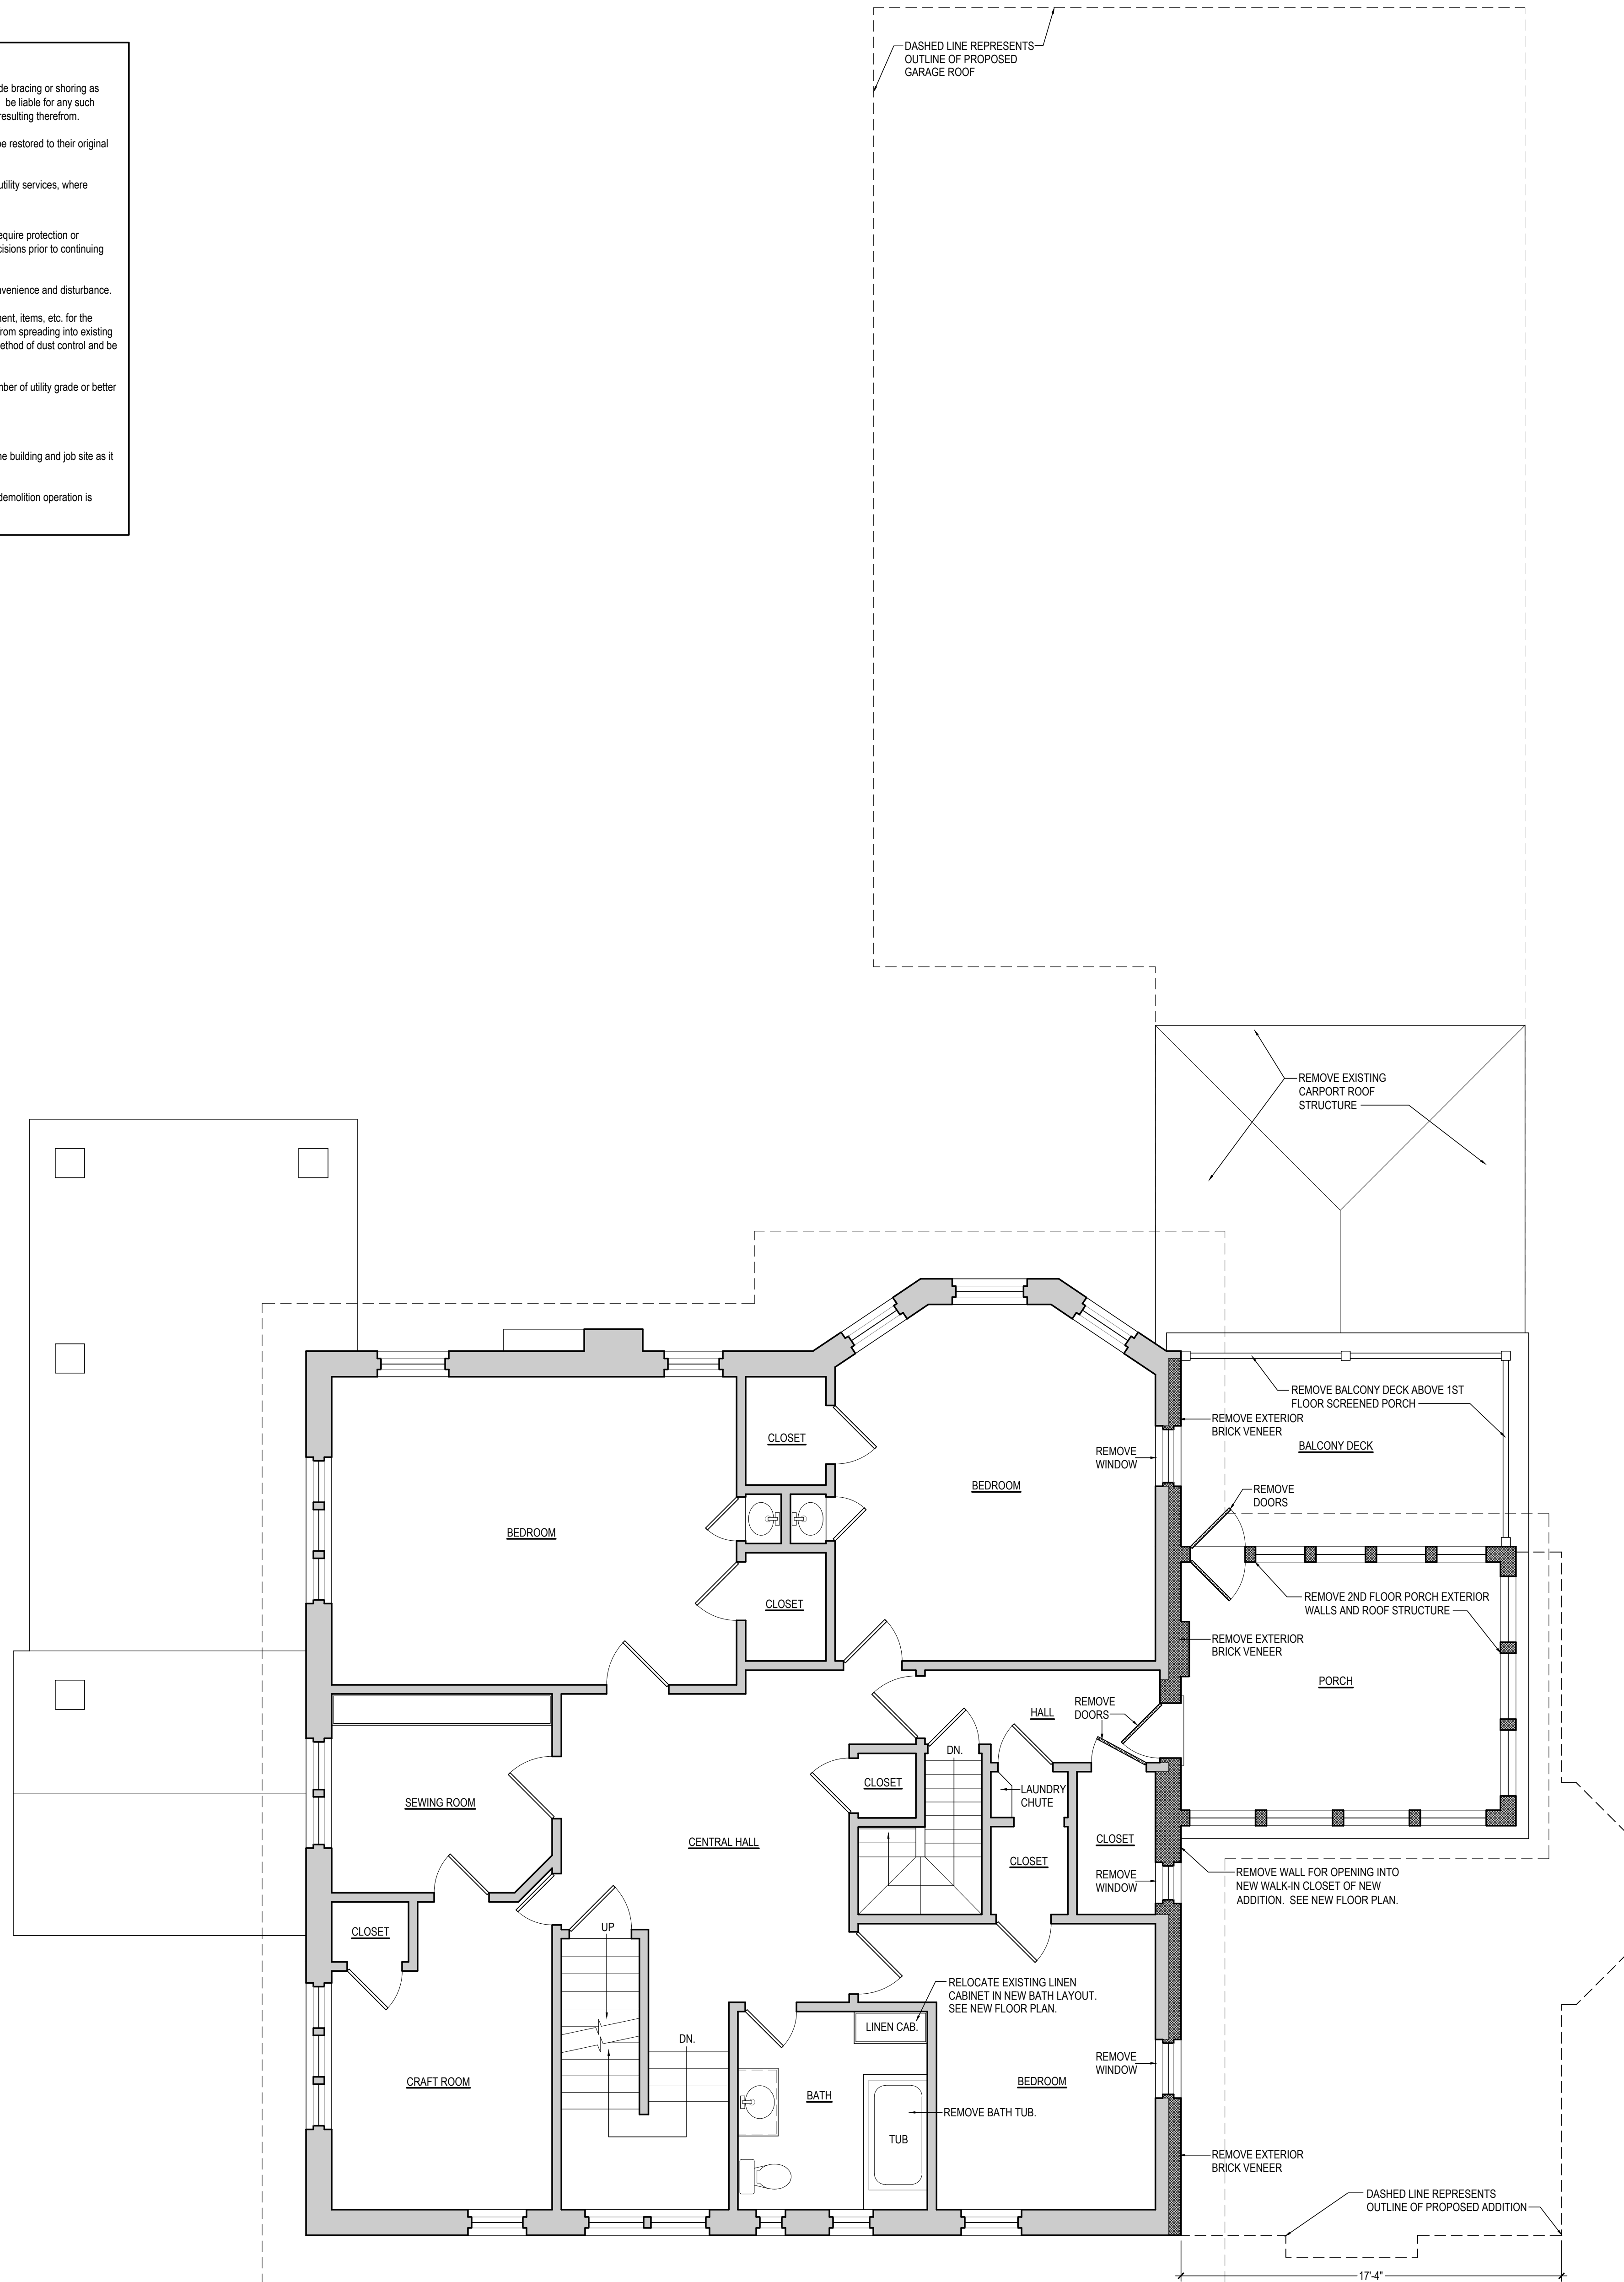 de bracing or shoring as
be liable for any such
resulting therefrom.
be restored to their original
utility services, where
equire protection or
cisions prior to continuing
nvenience and disturbance.
ment, items, etc. for the
from spreading into existing
ethod of dust control and be
mber of utility grade or better
he building and job site as it
demolition operation is
DASHED LINE REPRESENTS
OUTLINE OF PROPOSED
GARAGE ROOF
REMOVE EXISTING
CARPORT ROOF
STRUCTURE
REMOVE BALCONY DECK ABOVE 1ST
FLOOR SCREENED PORCH
REMOVE EXTERIOR
BRICK VENEER
BALCONY DECK
CLOSET
REMOVE
WINDOW
BEDROOM
REMOVE
DOORS
BEDROOM
CLOSET
REMOVE 2ND FLOOR PORCH EXTERIOR
WALLS AND ROOF STRUCTURE
REMOVE EXTERIOR
BRICK VENEER
PORCH
REMOVE
DOORS
HALL
DN.
CLOSET
LAUNDRY
CHUTE
SEWING ROOM
CENTRAL HALL
CLOSET
CLOSET
REMOVE
WINDOW
REMOVE WALL FOR OPENING INTO
NEW WALK-IN CLOSET OF NEW
ADDITION. SEE NEW FLOOR PLAN.
CLOSET
UP
RELOCATE EXISTING LINEN
CABINET IN NEW BATH LAYOUT.
SEE NEW FLOOR PLAN.
LINEN CAB.
DN.
REMOVE
WINDOW
CRAFT ROOM
BEDROOM
BATH
REMOVE BATH TUB.
TUB
REMOVE EXTERIOR
BRICK VENEER
DASHED LINE REPRESENTS
OUTLINE OF PROPOSED ADDITION
17'-4"